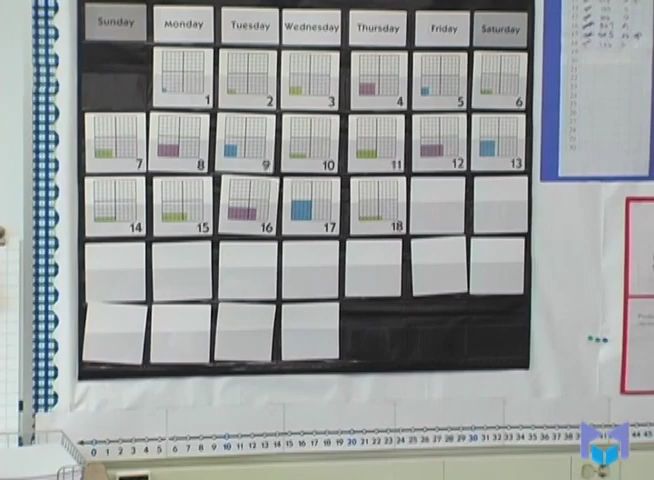 Sunday Monday Tuesday Wednesday Thursday Friday Saturday
1 2 3 4 5 6
7 8 9 10 11 12 13
14 15 16 17 18
0 1 2 3 4 5 6 7 8 9 10 11 12 13 14 15 16 17 18 19 20 21 22 23 24 25 26 27 28 29 30 31 32 33 34 35 36 37 38 44 45